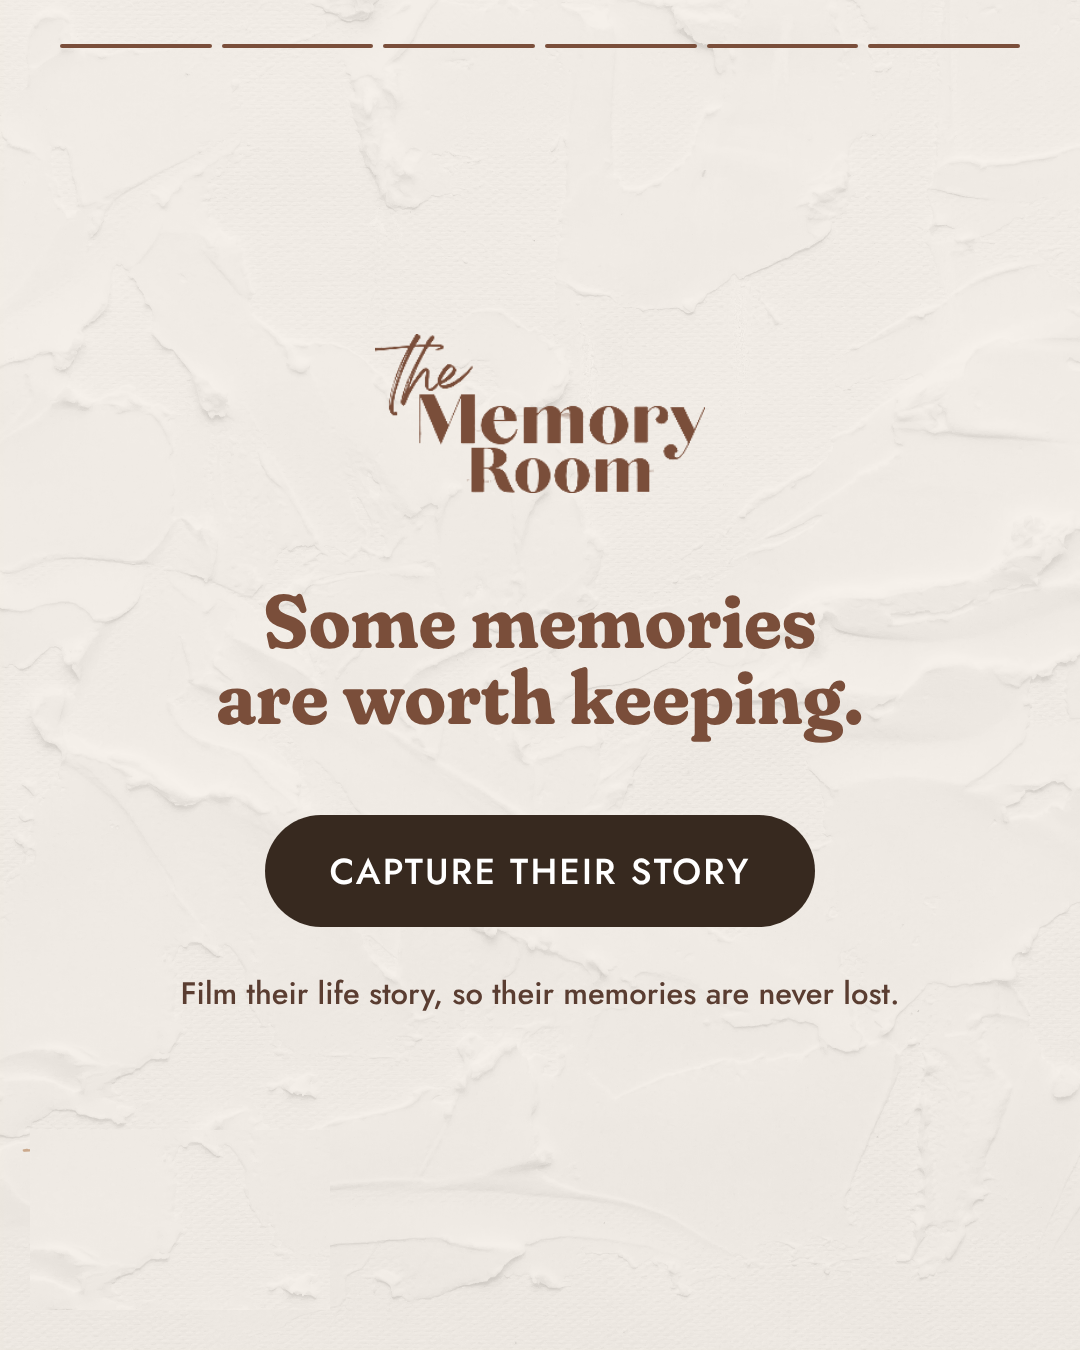 the
Memory
Room
Some memories
are worth keeping.
CAPTURE THEIR STORY
Film their life story, so their memories are never lost.